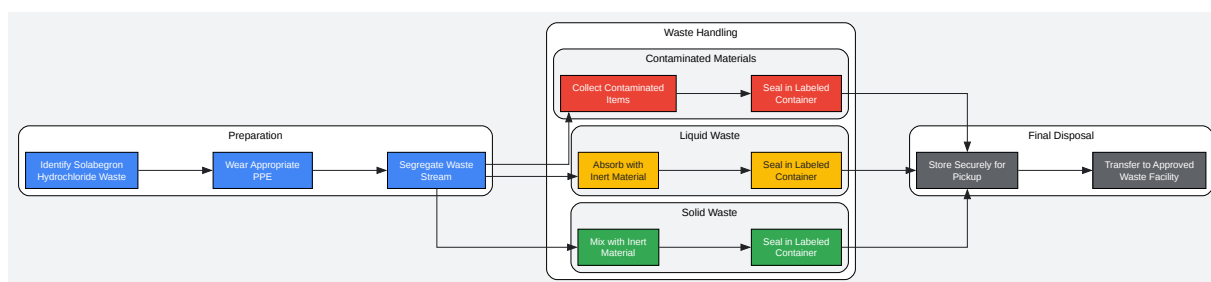 Waste Handling
Contaminated Materials
Collect Contaminated
Items
Seal in Labeled
Container
Preparation
Identify Solabegron
Hydrochloride Waste
Wear Appropriate
PPE
Segregate Waste
Stream
Liquid Waste
Absorb with
Inert Material
Seal in Labeled
Container
Solid Waste
Mix with Inert
Material
Seal in Labeled
Container
Final Disposal
Store Securely for
Pickup
Transfer to Approved
Waste Facility